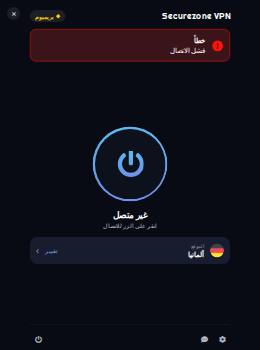 Securezone VPN
بريميوم
خطأ
فشل الاتصال
غير متصل
انقر على الزر للاتصال
الموقع
ألمانيا
تغيير